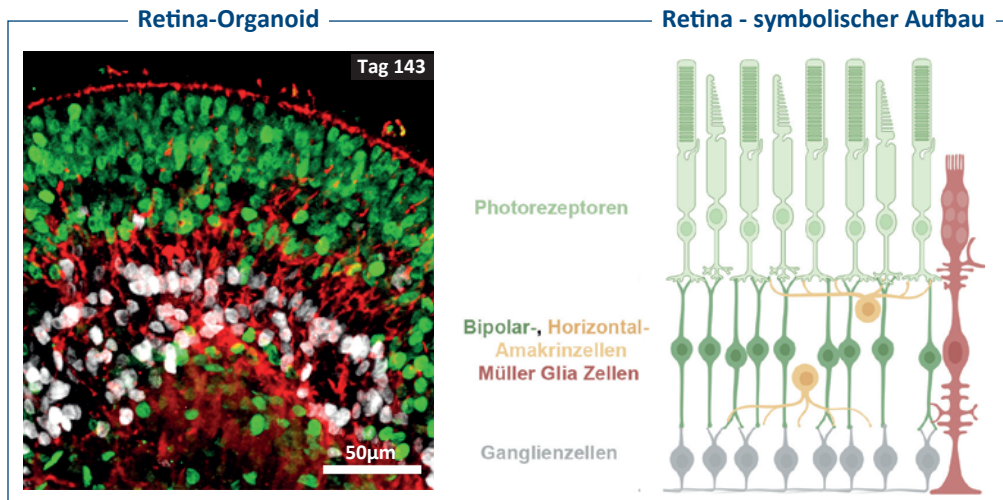 Retina-Organoid
Retina - symbolischer Aufbau
Tag 143
50µm
Photorezeptoren
Bipolar-, Horizontal-
Amakrinzellen
Müller Glia Zellen
Ganglienzellen